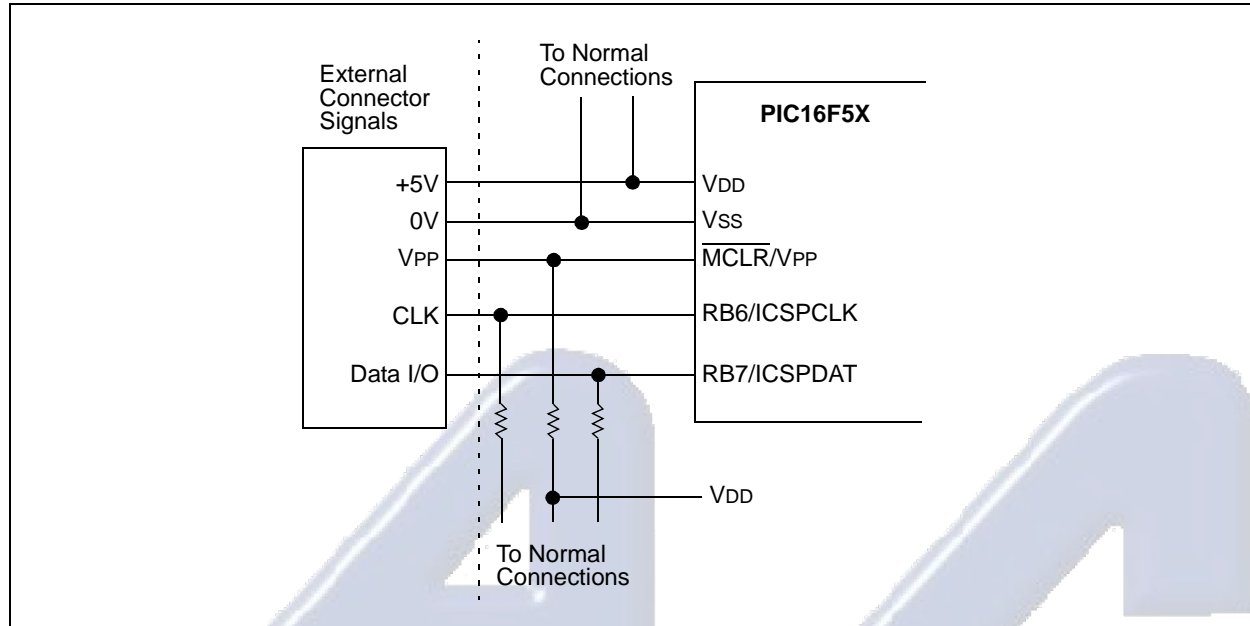 To Normal
Connections
External
Connector
Signals
PIC16F5X
+5V
VDD
0V
VSS
VPP
MCLR/VPP
CLK
RB6/ICSPCLK
Data I/O
RB7/ICSPDAT
VDD
To Normal
Connections